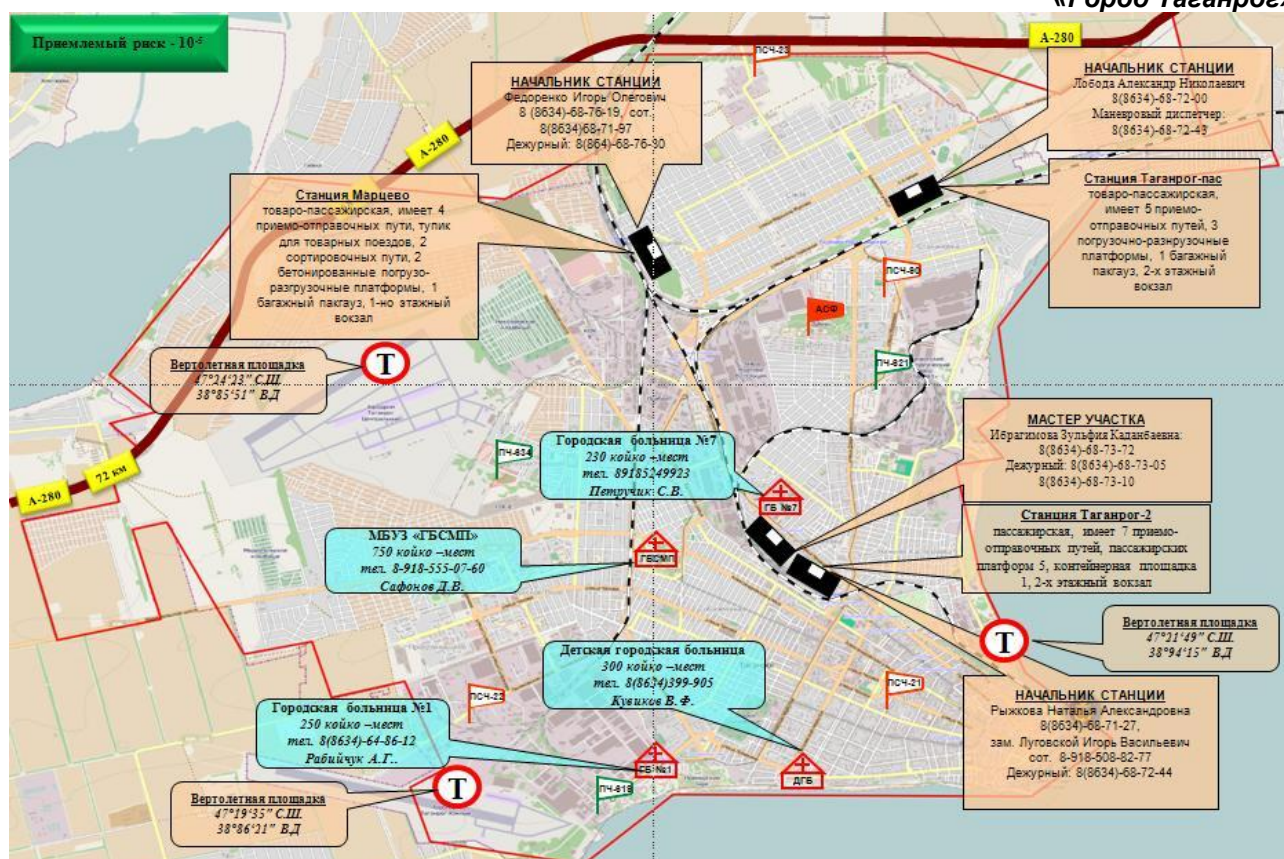 «Город Таганрог»
Приемлемый риск - 10-5
А-280
А-280
А-280
72 км
ПСЧ-23
НАЧАЛЬНИК СТАНЦИИ
Федоренко Игорь Олегович
8 (8634)-68-76-19, сот.
8(8634)68-71-97
Дежурный: 8(864)-68-76-30
НАЧАЛЬНИК СТАНЦИИ
Лобода Александр Николаевич
8(8634)-68-72-00
Маневровый диспетчер:
8(8634)-68-72-43
Станция Марцево
товаро-пассажирская, имеет 4
приемо-отправочных пути, тупик
для товарных поездов, 2
сортировочных пути, 2
бетонированные погрузо-
разгрузочные платформы, 1
багажный пакгауз, 1-но этажный
вокзал
Станция Таганрог-пас
товаро-пассажирская,
имеет 5 приемо-
отправочных путей, 3
погрузочно-разнрузочные
платформы, 1 багажный
пакгауз, 2-х этажный
вокзал
ПСЧ-80
АСФ
ПЧ-621
Вертолетная площадка
47°24'23” С.Ш.
38°85'51” В.Д
Т
ПЧ-634
Городская больница №7
230 койко –мест
тел. 89185249923
Петручик С.В.
ГБ №7
МАСТЕР УЧАСТКА
Ибрагимова Зульфия Каданбаевна:
8(8634)-68-73-72
Дежурный: 8(8634)-68-73-05
8(8634)-68-73-10
Станция Таганрог-2
пассажирская, имеет 7 приемо-
отправочных путей, пассажирских
платформ 5, контейнерная площадка
1, 2-х этажный вокзал
МБУЗ «ГБСМП»
750 койко –мест
тел. 8-918-555-07-60
Сафонов Д.В.
ГБСМП
Т
Вертолетная площадка
47°21'49” С.Ш.
38°94'15” В.Д
Детская городская больница
300 койко –мест
тел. 8(8634)399-905
Кувиков В.Ф.
ПСЧ-21
ПСЧ-22
Городская больница №1
250 койко –мест
тел. 8(8634)-64-86-12
Рабийчук А.Г..
НАЧАЛЬНИК СТАНЦИИ
Рыжкова Наталья Александровна
8(8634)-68-71-27,
зам. Луговской Игорь Васильевич
сот. 8-918-508-82-77
Дежурный: 8(8634)-68-72-44
ГБ №1
ДГБ
ПЧ-619
Вертолетная площадка
47°19'35” С.Ш.
38°86'21” В.Д
Т